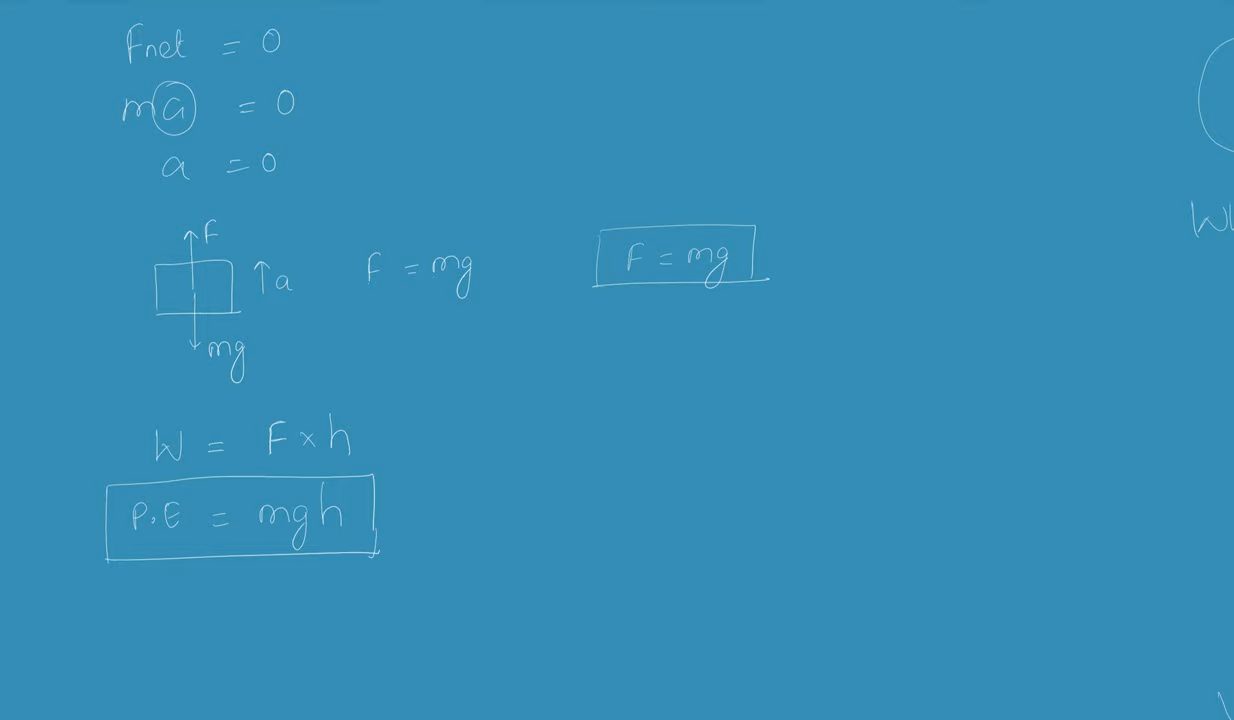 Fnet = 0
ma = 0
a = 0
F
↑a F = mg F = mg
mg
W = F × h
P.E = mgh